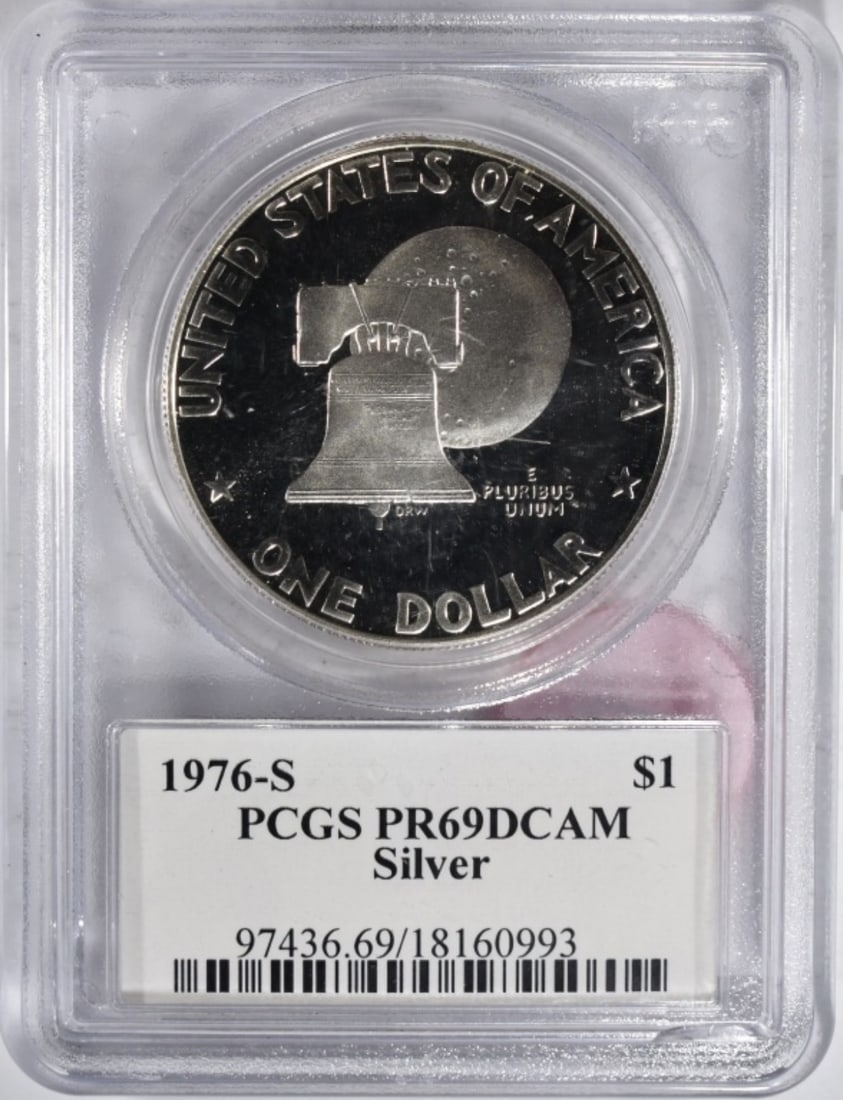 UNITED STATES OF AMERICA
E
PLURIBUS
UNUM
DRW
ONE DOLLAR
1976-S $1
PCGS PR69DCAM
Silver
97436.69/18160993